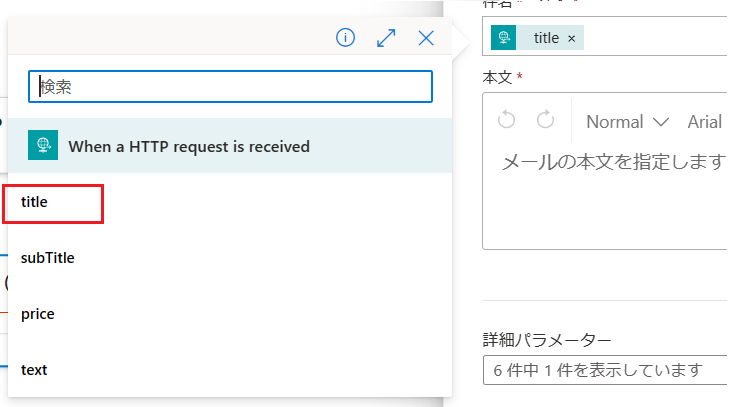 検索
When a HTTP request is received
title
subTitle
price
text
件名 *
title ×
本文 *
Normal Arial
メールの本文を指定します
詳細パラメーター
6 件中 1 件を表示しています